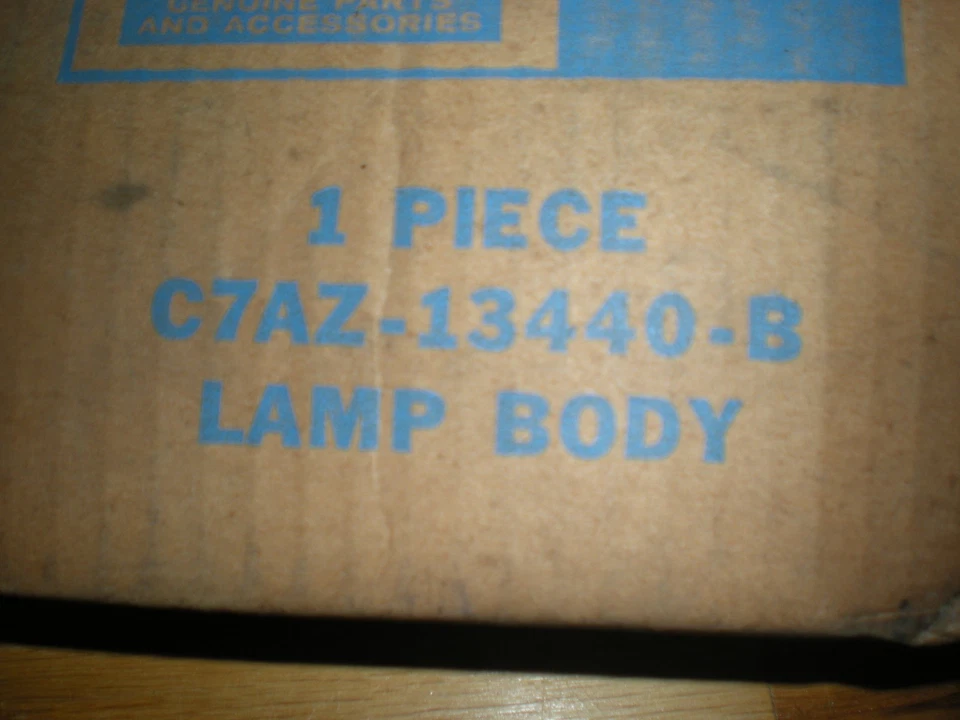 GENUINE PARTS
AND ACCESSORIES
1 PIECE
C7AZ-13440-B
LAMP BODY